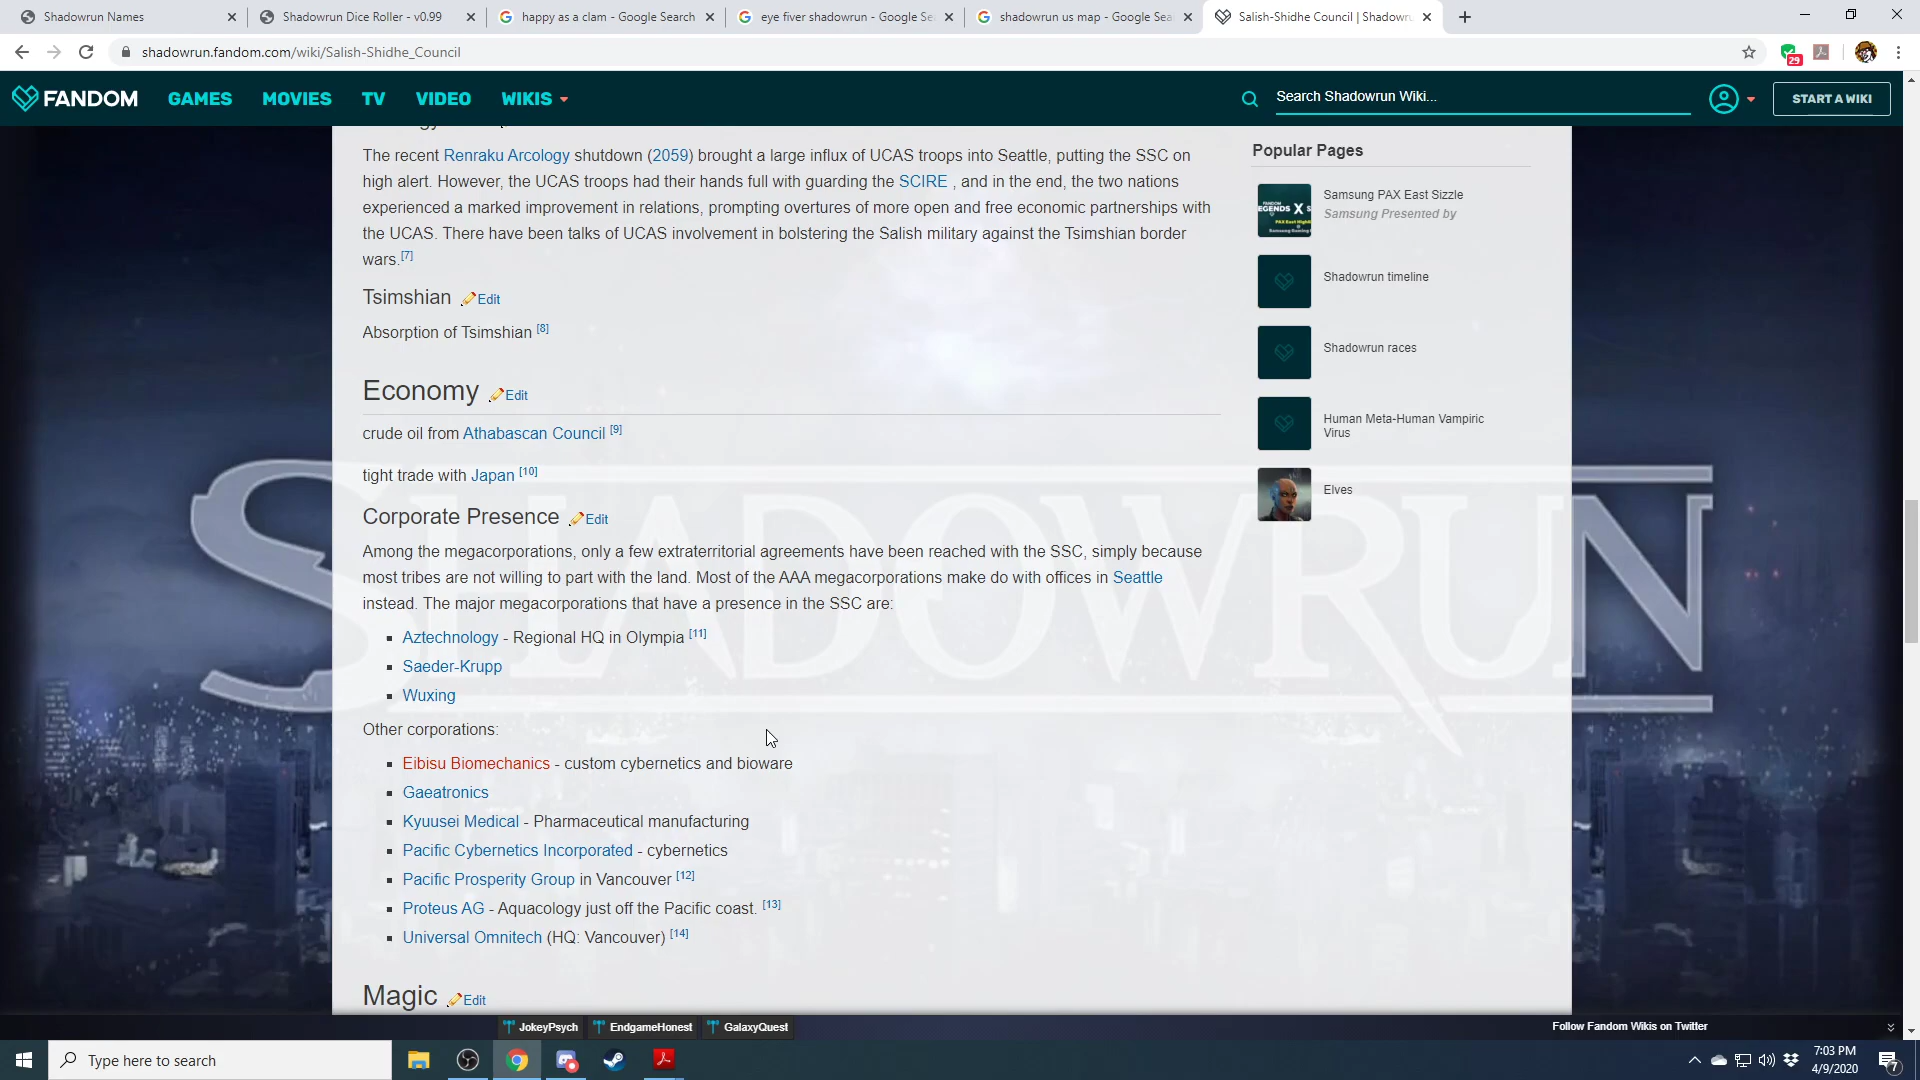 Shadowrun Names
Shadowrun Dice Roller - v0.99
happy as a clam - Google Search
eye fiver shadowrun - Google Se
shadowrun us map - Google Sea
Salish-Shidhe Council | Shadowru
shadowrun.fandom.com/wiki/Salish-Shidhe_Council
29
FANDOM
GAMES
MOVIES
TV
VIDEO
WIKIS
Search Shadowrun Wiki...
START A WIKI
The recent Renraku Arcology shutdown (2059) brought a large influx of UCAS troops into Seattle, putting the SSC on
high alert. However, the UCAS troops had their hands full with guarding the SCIRE , and in the end, the two nations
experienced a marked improvement in relations, prompting overtures of more open and free economic partnerships with
the UCAS. There have been talks of UCAS involvement in bolstering the Salish military against the Tsimshian border
wars.[7]
Tsimshian Edit
Absorption of Tsimshian [8]
Economy Edit
crude oil from Athabascan Council [9]
tight trade with Japan [10]
Corporate Presence Edit
Among the megacorporations, only a few extraterritorial agreements have been reached with the SSC, simply because
most tribes are not willing to part with the land. Most of the AAA megacorporations make do with offices in Seattle
instead. The major megacorporations that have a presence in the SSC are:
Aztechnology - Regional HQ in Olympia [11]
Saeder-Krupp
Wuxing
Other corporations:
Eibisu Biomechanics - custom cybernetics and bioware
Gaeatronics
Kyuusei Medical - Pharmaceutical manufacturing
Pacific Cybernetics Incorporated - cybernetics
Pacific Prosperity Group in Vancouver [12]
Proteus AG - Aquacology just off the Pacific coast. [13]
Universal Omnitech (HQ: Vancouver) [14]
Magic Edit
Popular Pages
Samsung PAX East Sizzle
Samsung Presented by
Shadowrun timeline
Shadowrun races
Human Meta-Human Vampiric
Virus
Elves
SHADOWRUN
JokeyPsych
EndgameHonest
GalaxyQuest
Follow Fandom Wikis on Twitter
Type here to search
7:03 PM
4/9/2020
7